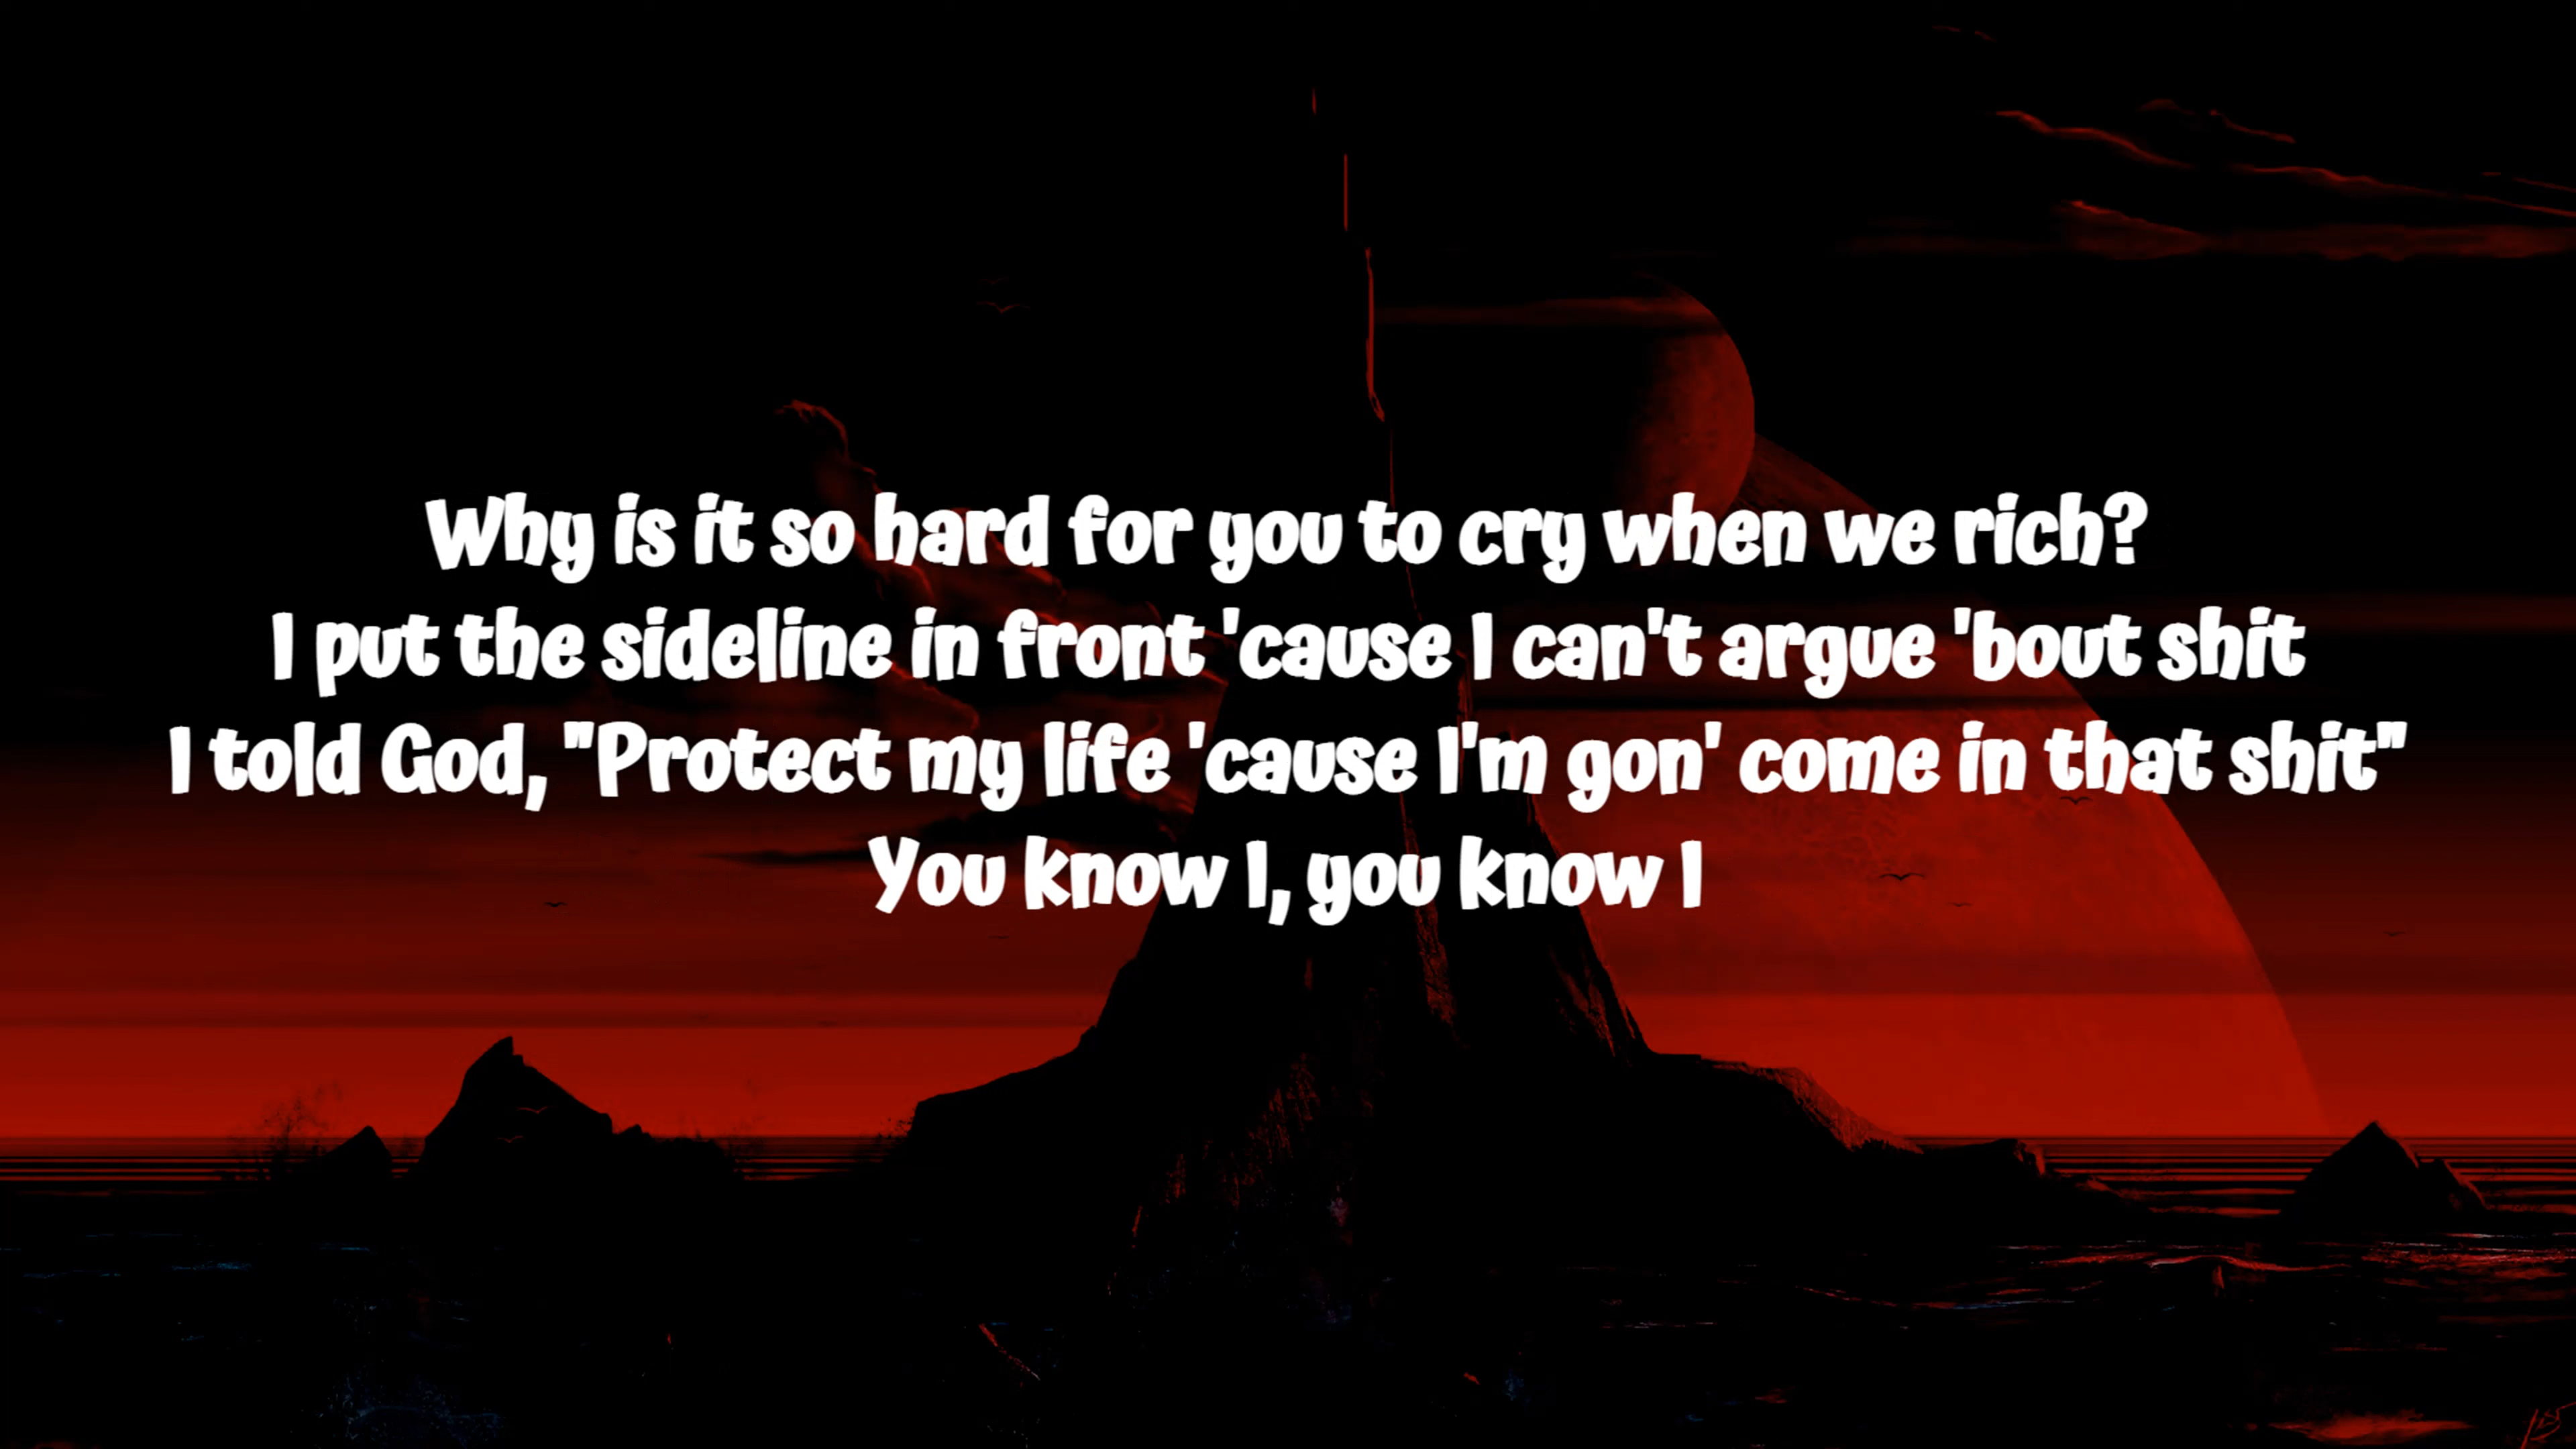 Why is it so hard for you to cry when we rich?
I put the sideline in front 'cause I can't argue 'bout shit
I told God, "Protect my life 'cause I'm gon' come in that shit"
You know I, you know I